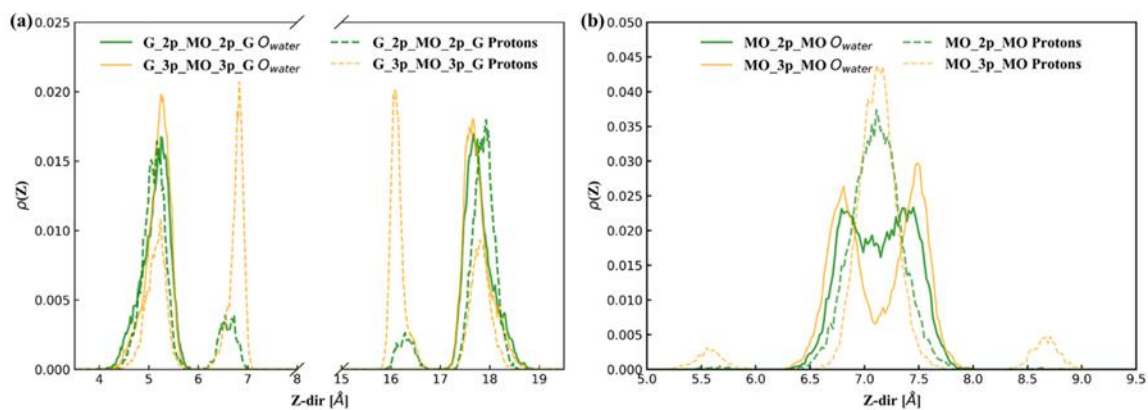 (a)
0.025
0.020
0.015
0.010
0.005
0.000
ρ(Z)
G_2p_MO_2p_G O_water
G_3p_MO_3p_G O_water
G_2p_MO_2p_G Protons
G_3p_MO_3p_G Protons
4 5 6 7 8 15 16 17 18 19
Z-dir [Å]
(b)
0.050
0.045
0.040
0.035
0.030
0.025
0.020
0.015
0.010
0.005
0.000
ρ(Z)
MO_2p_MO O_water
MO_3p_MO O_water
MO_2p_MO Protons
MO_3p_MO Protons
5.0 5.5 6.0 6.5 7.0 7.5 8.0 8.5 9.0 9.5
Z-dir [Å]